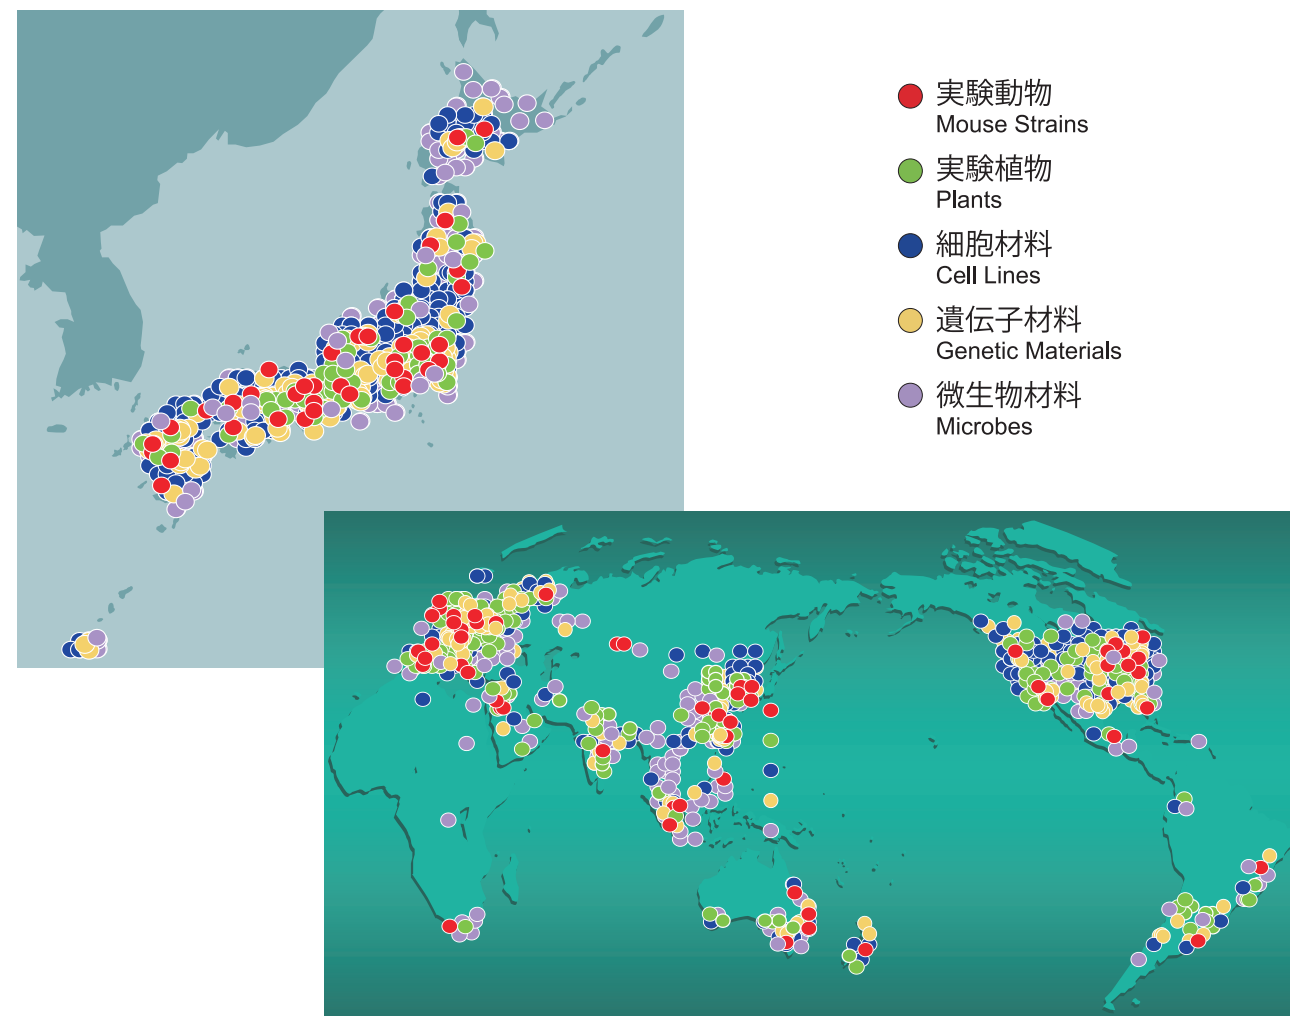 実験動物
Mouse Strains
実験植物
Plants
細胞材料
Cell Lines
遺伝子材料
Genetic Materials
微生物材料
Microbes